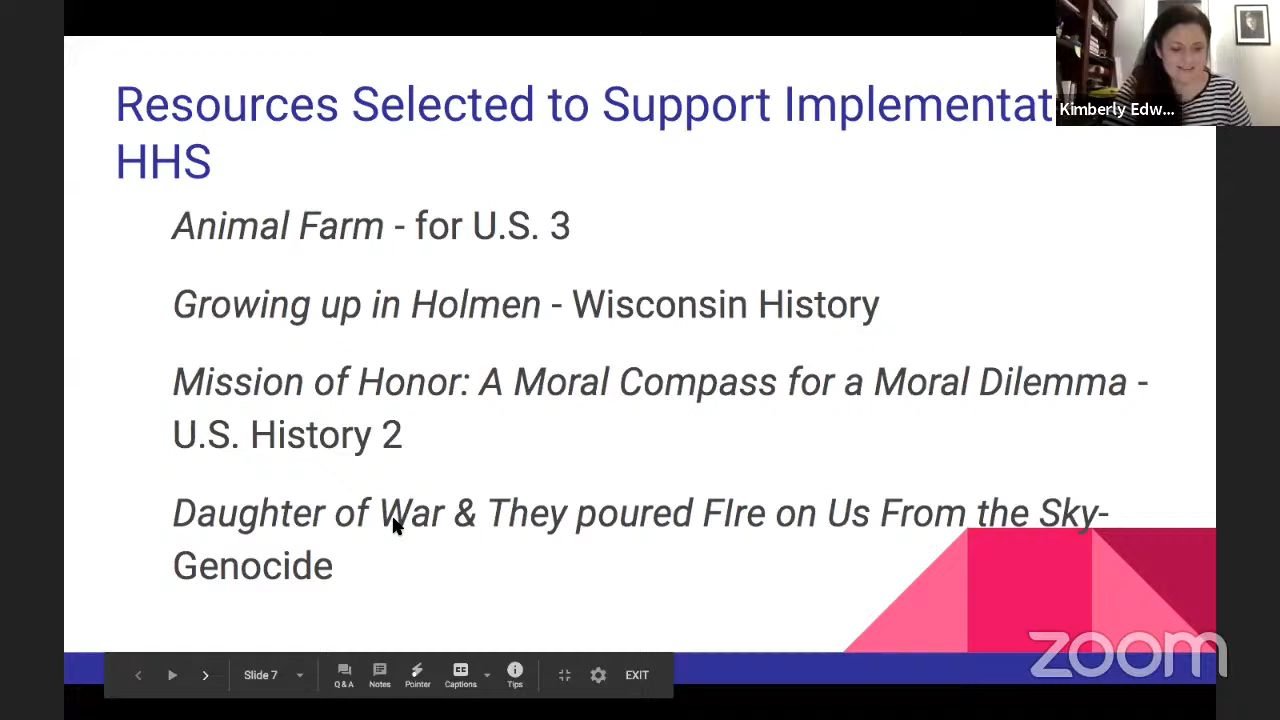 Resources Selected to Support Implementat
HHS
Kimberly Edw...
Animal Farm - for U.S. 3
Growing up in Holmen - Wisconsin History
Mission of Honor: A Moral Compass for a Moral Dilemma -
U.S. History 2
Daughter of War & They poured FIre on Us From the Sky-
Genocide
zoom
Slide 7
Q&A
Notes
Pointer
Captions
Tips
EXIT